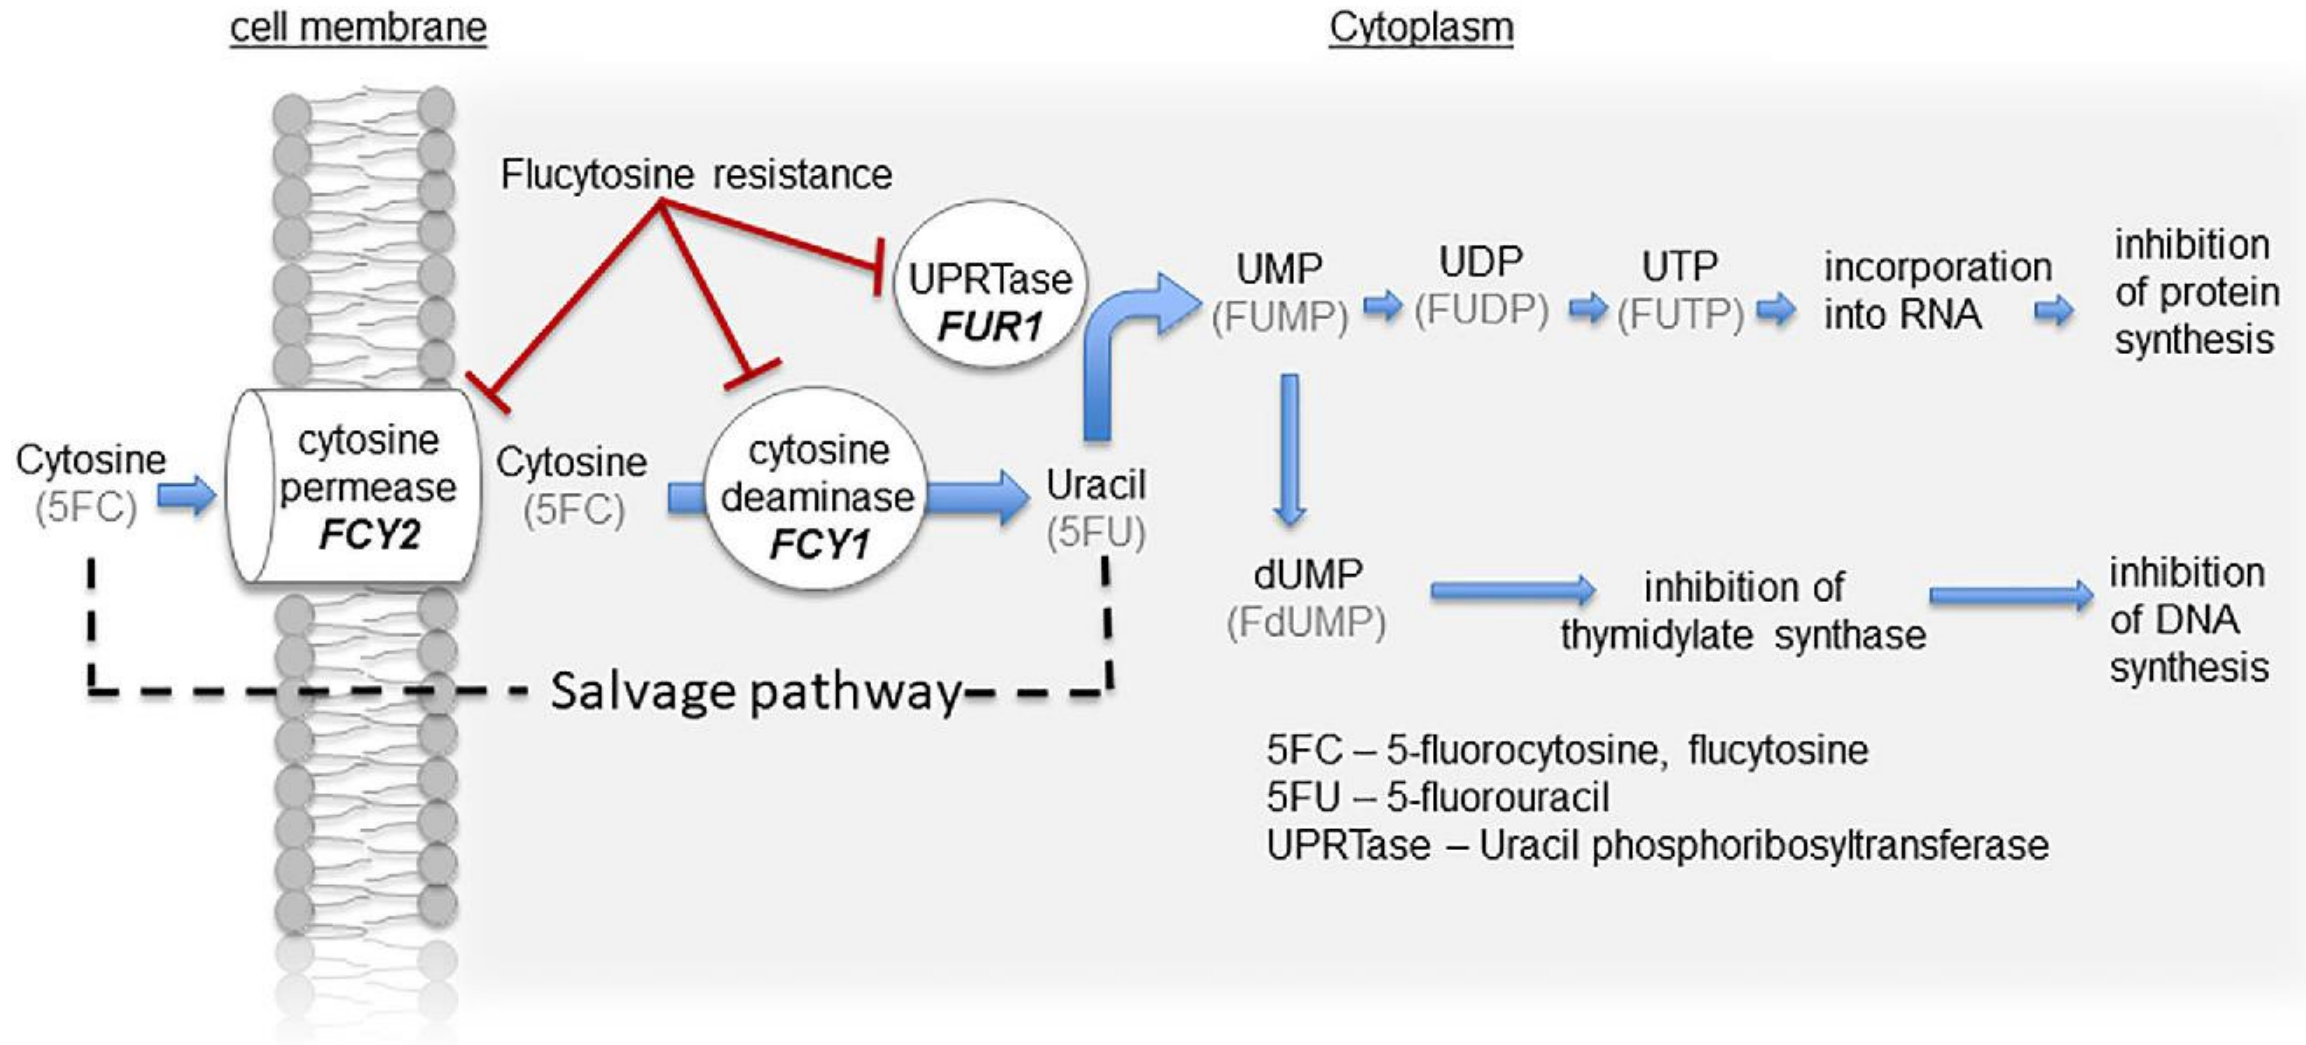 cell membrane
Cytoplasm
Flucytosine resistance
UPRTase
FUR1
UMP
(FUMP)
UDP
(FUDP)
UTP
(FUTP)
incorporation
into RNA
inhibition
of protein
synthesis
Cytosine
(5FC)
cytosine
permease
FCY2
Cytosine
(5FC)
cytosine
deaminase
FCY1
Uracil
(5FU)
dUMP
(FdUMP)
inhibition of
thymidylate synthase
inhibition
of DNA
synthesis
Salvage pathway
5FC – 5-fluorocytosine, flucytosine
5FU – 5-fluorouracil
UPRTase – Uracil phosphoribosyltransferase